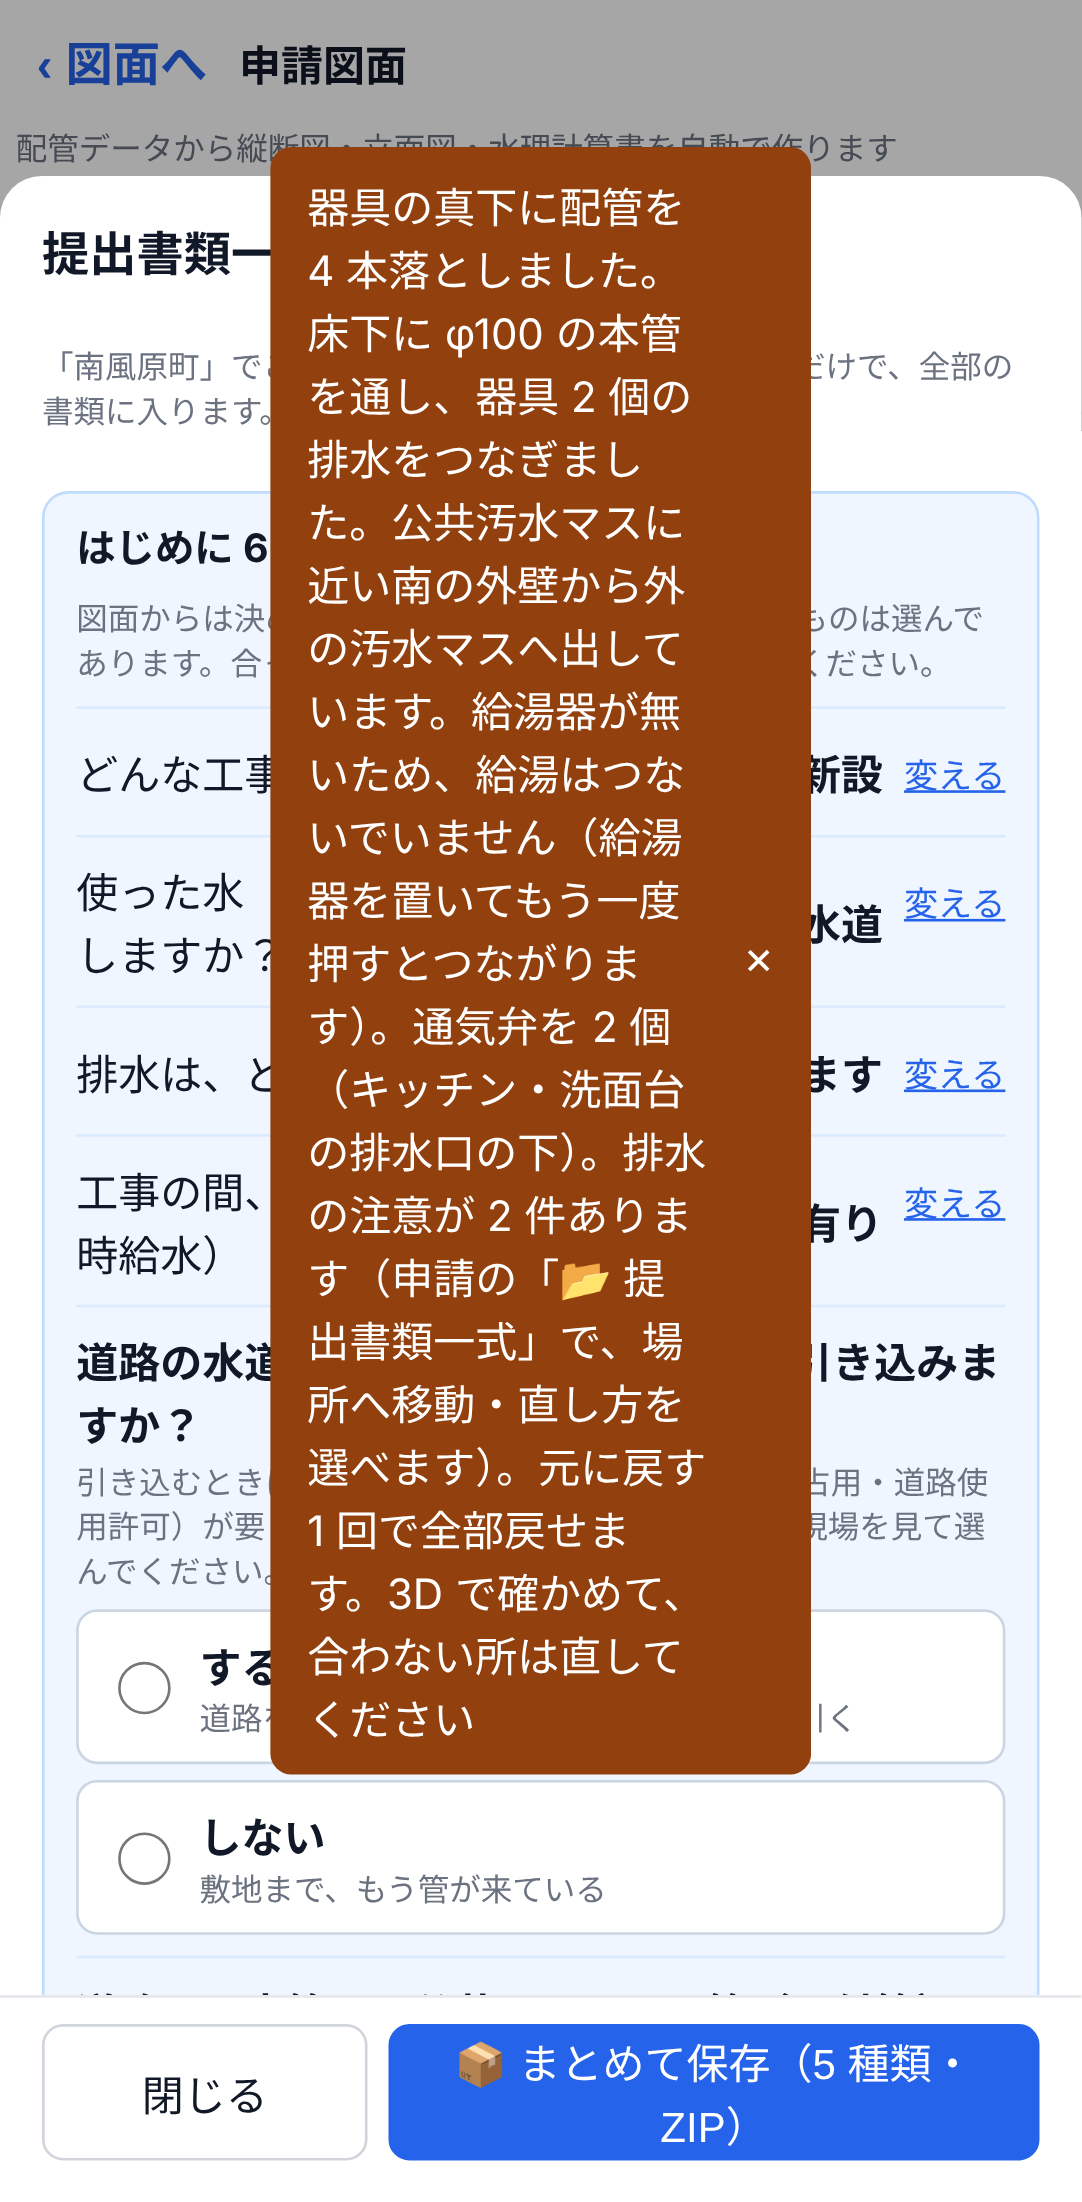 ‹ 図面へ 申請図面
配管データから縦断図・立面図・水理計算書を自動で作ります
提出書類一
「南風原町」で
だけで、全部の
書類に入ります。
はじめに 6
図面からは決
ものは選んで
あります。合
ください。
どんな工事
新設 変える
使った水
しますか?
水道 変える
排水は、と
ます 変える
工事の間、
時給水）
有り 変える
道路の水道
引き込みま
すか？
引き込むとき
占用・道路使
用許可）が要
現場を見て選
んでください。
する
道路
引く
しない
敷地まで、もう管が来ている
器具の真下に配管を
4 本落としました。
床下に φ100 の本管
を通し、器具 2 個の
排水をつなぎまし
た。公共汚水マスに
近い南の外壁から外
の汚水マスへ出して
います。給湯器が無
いため、給湯はつな
いでいません（給湯
器を置いてもう一度
押すとつながりま
す）。通気弁を 2 個
（キッチン・洗面台
の排水口の下）。排水
の注意が 2 件ありま
す（申請の「📂 提
出書類一式」で、場
所へ移動・直し方を
選べます）。元に戻す
1 回で全部戻せま
す。3D で確かめて、
合わない所は直して
ください
×
閉じる
📦 まとめて保存（5 種類・
ZIP）